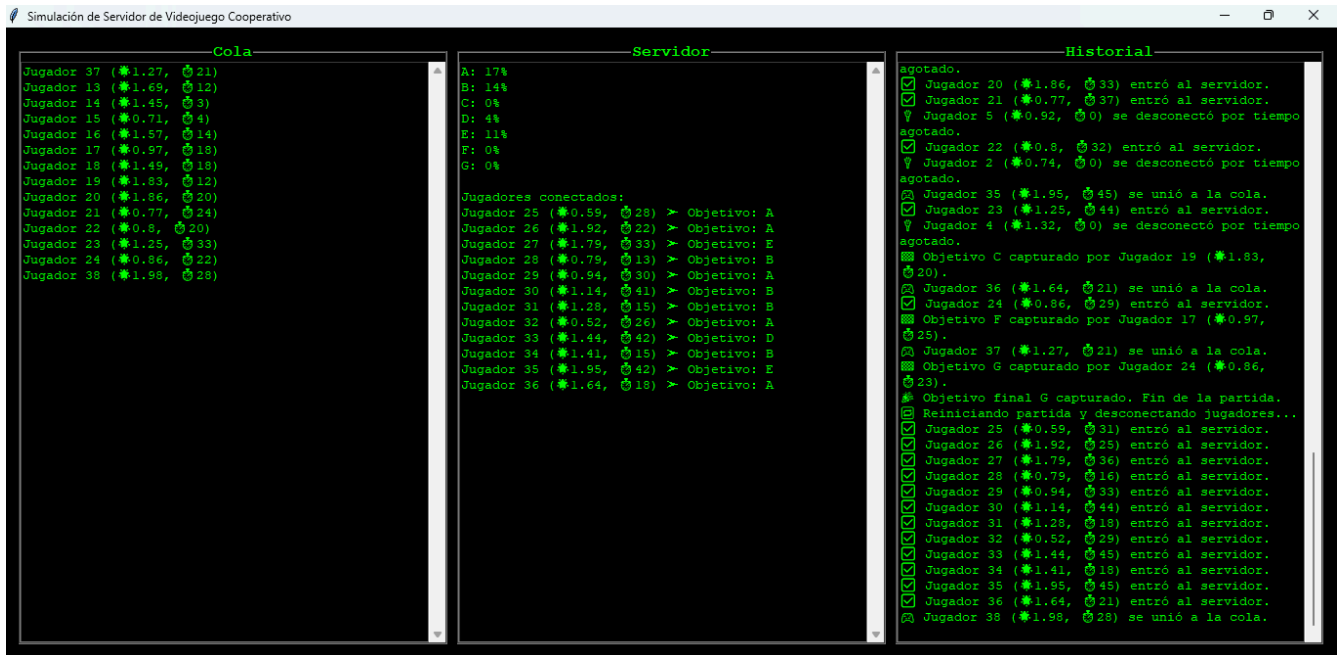 Simulación de Servidor de Videojuego Cooperativo
Cola
Jugador 37 (✹1.27, ⏱21)
Jugador 13 (✹1.69, ⏱12)
Jugador 14 (✹1.45, ⏱3)
Jugador 15 (✹0.71, ⏱4)
Jugador 16 (✹1.57, ⏱14)
Jugador 17 (✹0.97, ⏱18)
Jugador 18 (✹1.49, ⏱18)
Jugador 19 (✹1.83, ⏱12)
Jugador 20 (✹1.86, ⏱20)
Jugador 21 (✹0.77, ⏱24)
Jugador 22 (✹0.8, ⏱20)
Jugador 23 (✹1.25, ⏱33)
Jugador 24 (✹0.86, ⏱22)
Jugador 38 (✹1.98, ⏱28)
Servidor
A: 17%
B: 14%
C: 0%
D: 4%
E: 11%
F: 0%
G: 0%
Jugadores conectados:
Jugador 25 (✹0.59, ⏱28) ➢ Objetivo: A
Jugador 26 (✹1.92, ⏱22) ➢ Objetivo: A
Jugador 27 (✹1.79, ⏱33) ➢ Objetivo: E
Jugador 28 (✹0.79, ⏱13) ➢ Objetivo: B
Jugador 29 (✹0.94, ⏱30) ➢ Objetivo: A
Jugador 30 (✹1.14, ⏱41) ➢ Objetivo: B
Jugador 31 (✹1.28, ⏱15) ➢ Objetivo: B
Jugador 32 (✹0.52, ⏱26) ➢ Objetivo: A
Jugador 33 (✹1.44, ⏱42) ➢ Objetivo: D
Jugador 34 (✹1.41, ⏱15) ➢ Objetivo: B
Jugador 35 (✹1.95, ⏱42) ➢ Objetivo: E
Jugador 36 (✹1.64, ⏱18) ➢ Objetivo: A
Historial
agotado.
☑ Jugador 20 (✹1.86, ⏱33) entró al servidor.
☑ Jugador 21 (✹0.77, ⏱37) entró al servidor.
Jugador 5 (✹0.92, ⏱0) se desconectó por tiempo
agotado.
☑ Jugador 22 (✹0.8, ⏱32) entró al servidor.
Jugador 2 (✹0.74, ⏱0) se desconectó por tiempo
agotado.
🎮 Jugador 35 (✹1.95, ⏱45) se unió a la cola.
☑ Jugador 23 (✹1.25, ⏱44) entró al servidor.
Jugador 4 (✹1.32, ⏱0) se desconectó por tiempo
agotado.
🏁 Objetivo C capturado por Jugador 19 (✹1.83,
⏱20).
🎮 Jugador 36 (✹1.64, ⏱21) se unió a la cola.
☑ Jugador 24 (✹0.86, ⏱29) entró al servidor.
🏁 Objetivo F capturado por Jugador 17 (✹0.97,
⏱25).
🎮 Jugador 37 (✹1.27, ⏱21) se unió a la cola.
🏁 Objetivo G capturado por Jugador 24 (✹0.86,
⏱23).
🎉 Objetivo final G capturado. Fin de la partida.
🔁 Reiniciando partida y desconectando jugadores...
☑ Jugador 25 (✹0.59, ⏱31) entró al servidor.
☑ Jugador 26 (✹1.92, ⏱25) entró al servidor.
☑ Jugador 27 (✹1.79, ⏱36) entró al servidor.
☑ Jugador 28 (✹0.79, ⏱16) entró al servidor.
☑ Jugador 29 (✹0.94, ⏱33) entró al servidor.
☑ Jugador 30 (✹1.14, ⏱44) entró al servidor.
☑ Jugador 31 (✹1.28, ⏱18) entró al servidor.
☑ Jugador 32 (✹0.52, ⏱29) entró al servidor.
☑ Jugador 33 (✹1.44, ⏱45) entró al servidor.
☑ Jugador 34 (✹1.41, ⏱18) entró al servidor.
☑ Jugador 35 (✹1.95, ⏱45) entró al servidor.
☑ Jugador 36 (✹1.64, ⏱21) entró al servidor.
🎮 Jugador 38 (✹1.98, ⏱28) se unió a la cola.